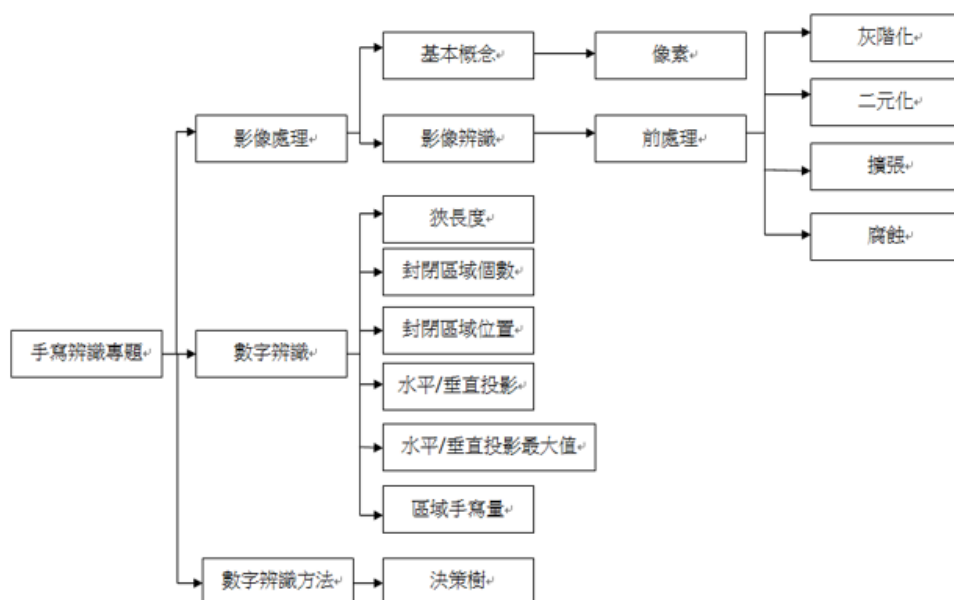 手寫辨識專題
影像處理
基本概念
像素
影像辨識
前處理
灰階化
二元化
擴張
腐蝕
數字辨識
狹長度
封閉區域個數
封閉區域位置
水平/垂直投影
水平/垂直投影最大值
區域手寫量
數字辨識方法
決策樹